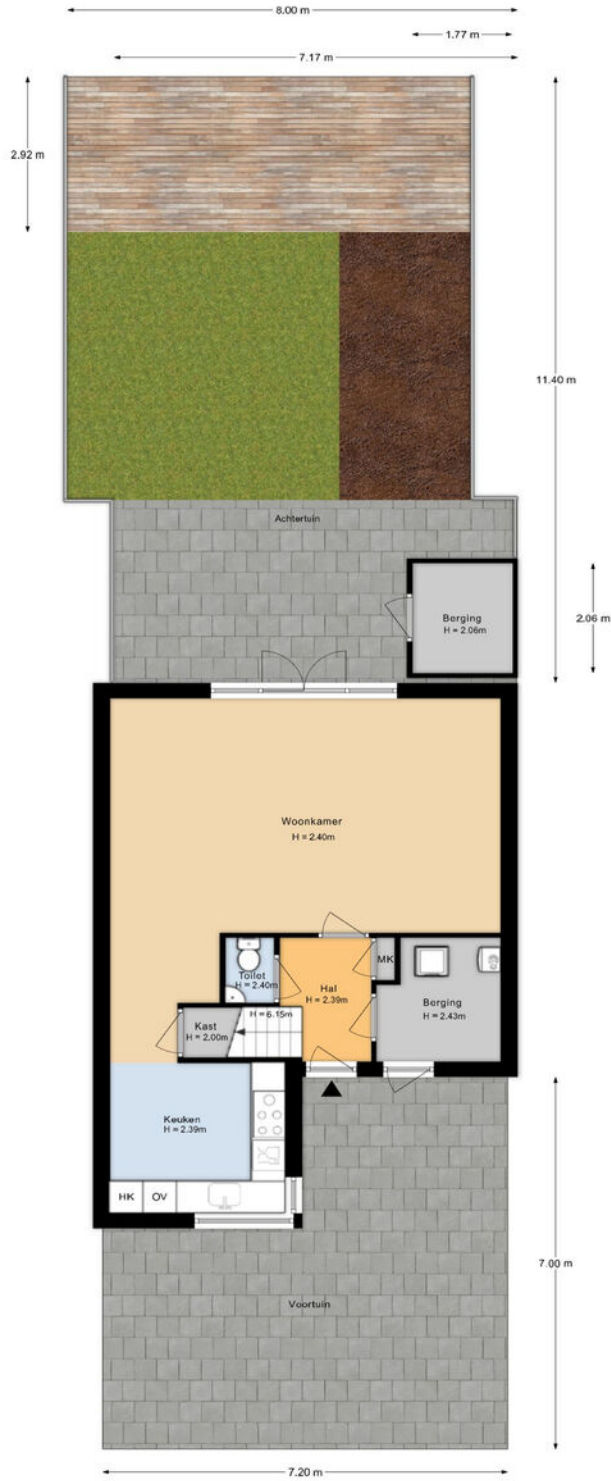 8.00 m
1.77 m
7.17 m
2.92 m
11.40 m
Achtertuin
Berging
H = 2.06m
2.06 m
Woonkamer
H = 2.40m
Toilet
H = 2.40m
Hal
H = 2.39m
MK
Berging
H = 2.43m
Kast
H = 2.00m
H = 6.15m
Keuken
H = 2.39m
HK
OV
7.00 m
Voortuin
7.20 m